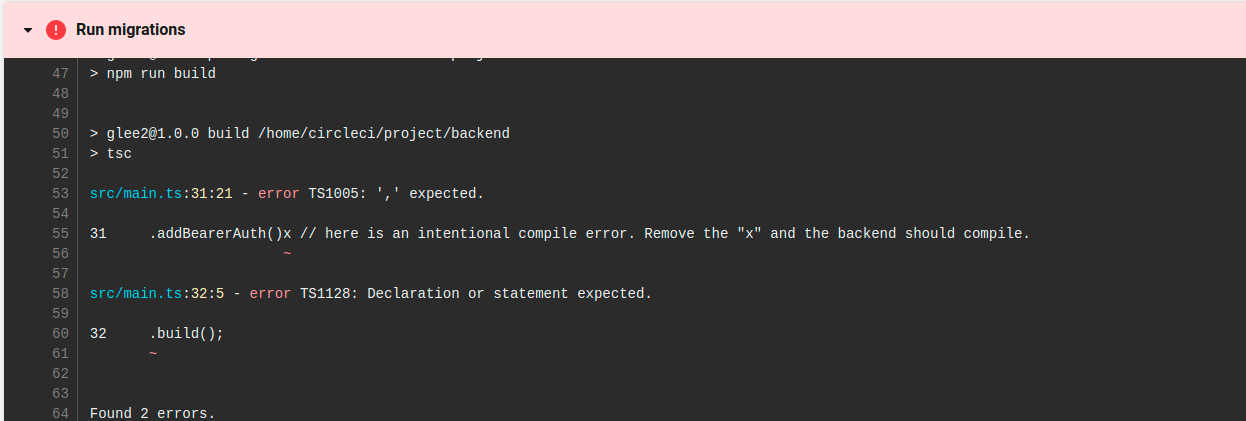 Run migrations
47 > npm run build
48
49
50 > glee2@1.0.0 build /home/circleci/project/backend
51 > tsc
52
53 src/main.ts:31:21 - error TS1005: ',' expected.
54
55 31     .addBearerAuth()x // here is an intentional compile error. Remove the "x" and the backend should compile.
56                       ~
57
58 src/main.ts:32:5 - error TS1128: Declaration or statement expected.
59
60 32     .build();
61       ~
62
63
64 Found 2 errors.